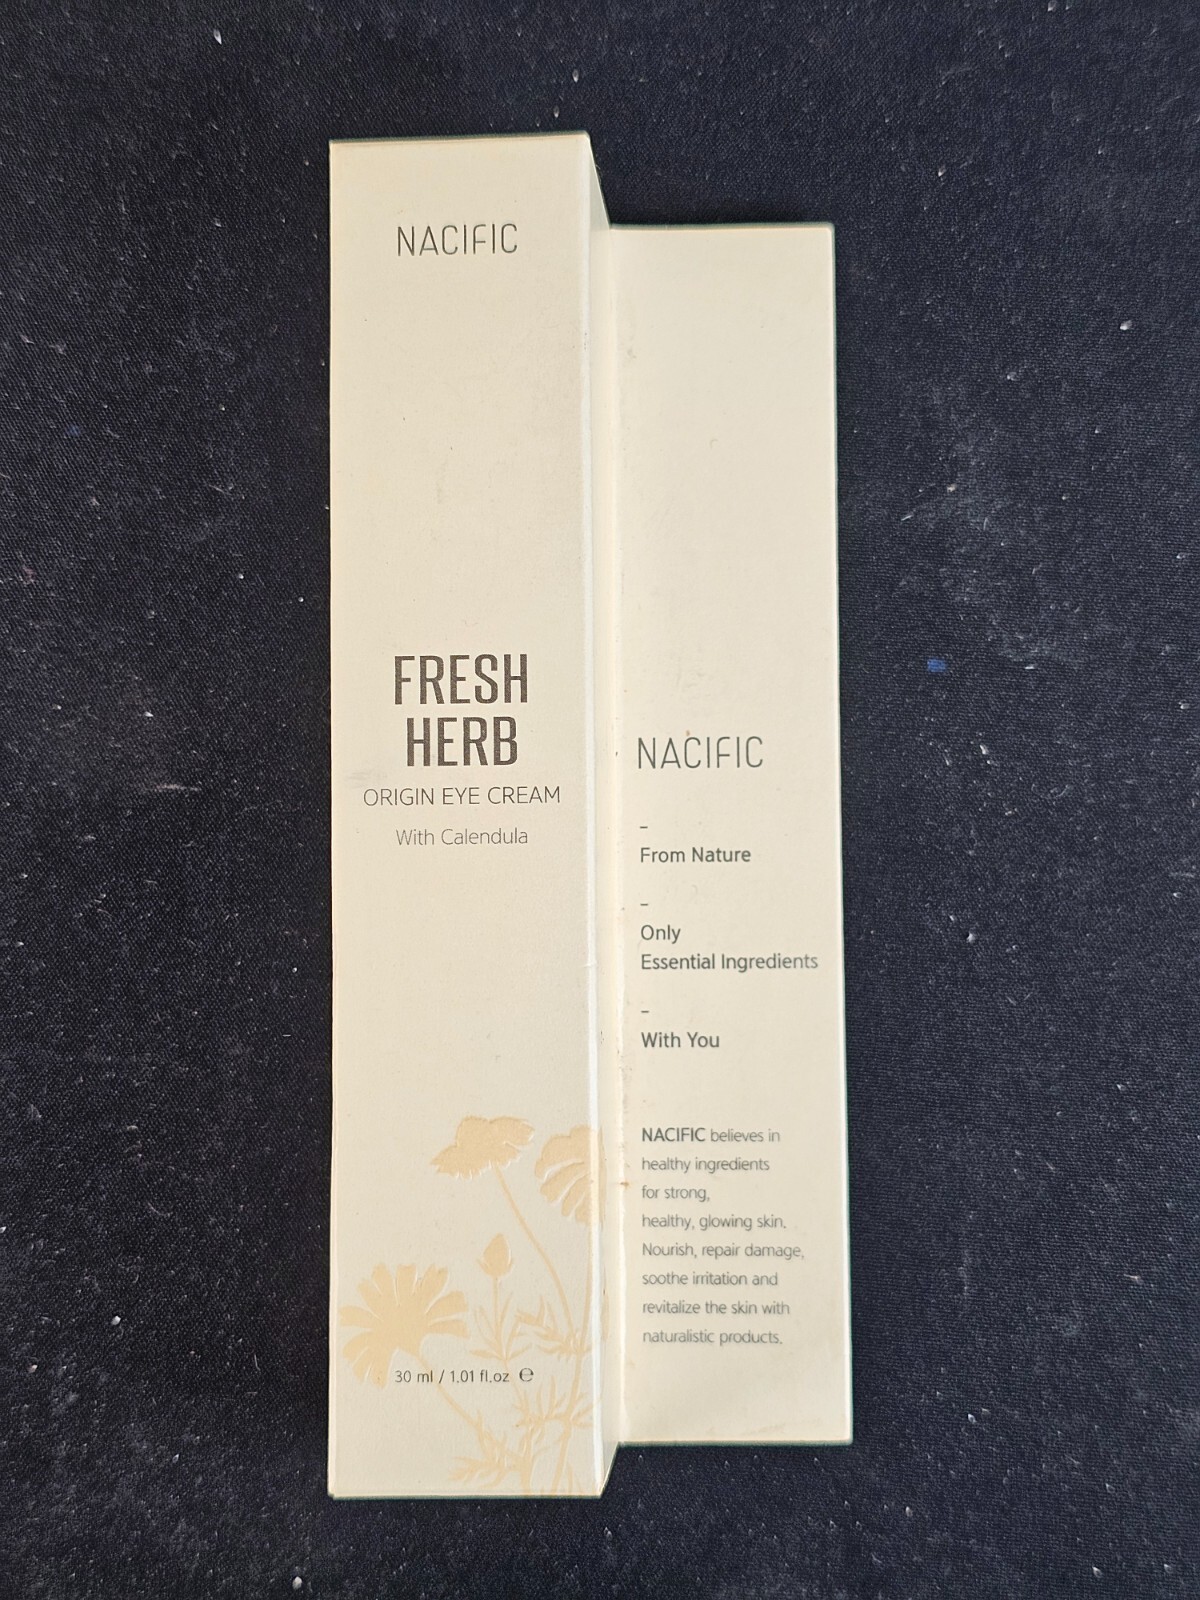 NACIFIC
FRESH
HERB
ORIGIN EYE CREAM
With Calendula
30 ml / 1.01 fl.oz ℮
NACIFIC
–
From Nature
–
Only
Essential Ingredients
–
With You
NACIFIC believes in
healthy ingredients
for strong,
healthy, glowing skin.
Nourish, repair damage,
soothe irritation and
revitalize the skin with
naturalistic products.